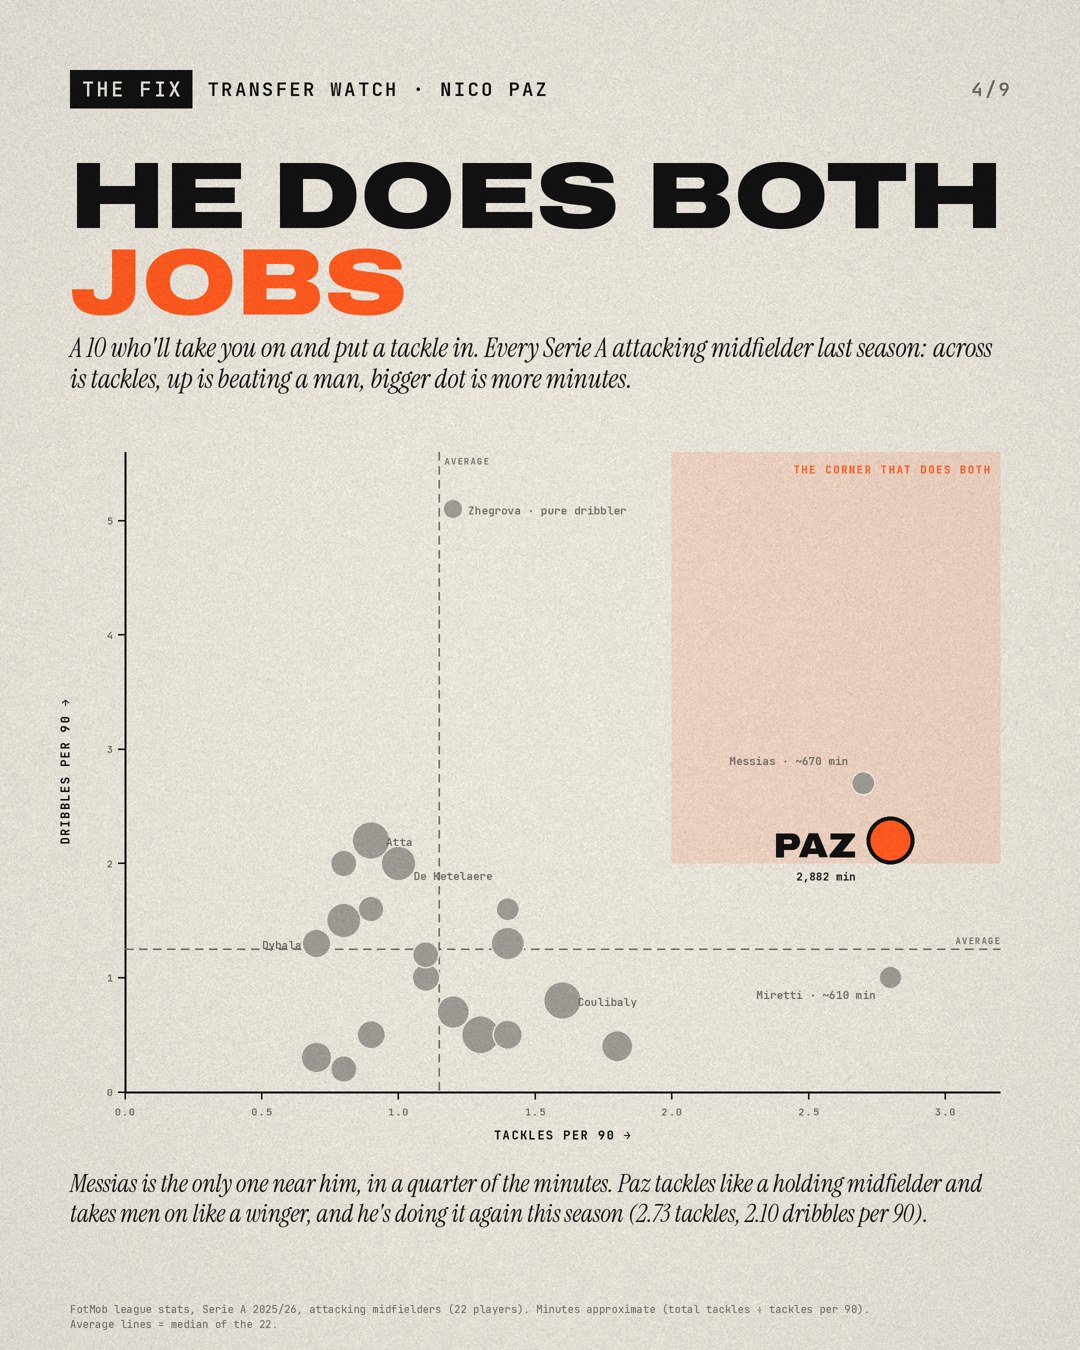 THE FIX TRANSFER WATCH · NICO PAZ 4/9
HE DOES BOTH
JOBS
A 10 who'll take you on and put a tackle in. Every Serie A attacking midfielder last season: across
is tackles, up is beating a man, bigger dot is more minutes.
AVERAGE
THE CORNER THAT DOES BOTH
Zhegrova · pure dribbler
5
4
3
2
1
0
DRIBBLES PER 90 →
Messias · ~670 min
Atta
PAZ
De Ketelaere
2,882 min
Dybala
AVERAGE
Miretti · ~610 min
Coulibaly
0.0 0.5 1.0 1.5 2.0 2.5 3.0
TACKLES PER 90 →
Messias is the only one near him, in a quarter of the minutes. Paz tackles like a holding midfielder and
takes men on like a winger, and he's doing it again this season (2.73 tackles, 2.10 dribbles per 90).
FotMob league stats, Serie A 2025/26, attacking midfielders (22 players). Minutes approximate (total tackles ÷ tackles per 90).
Average lines = median of the 22.